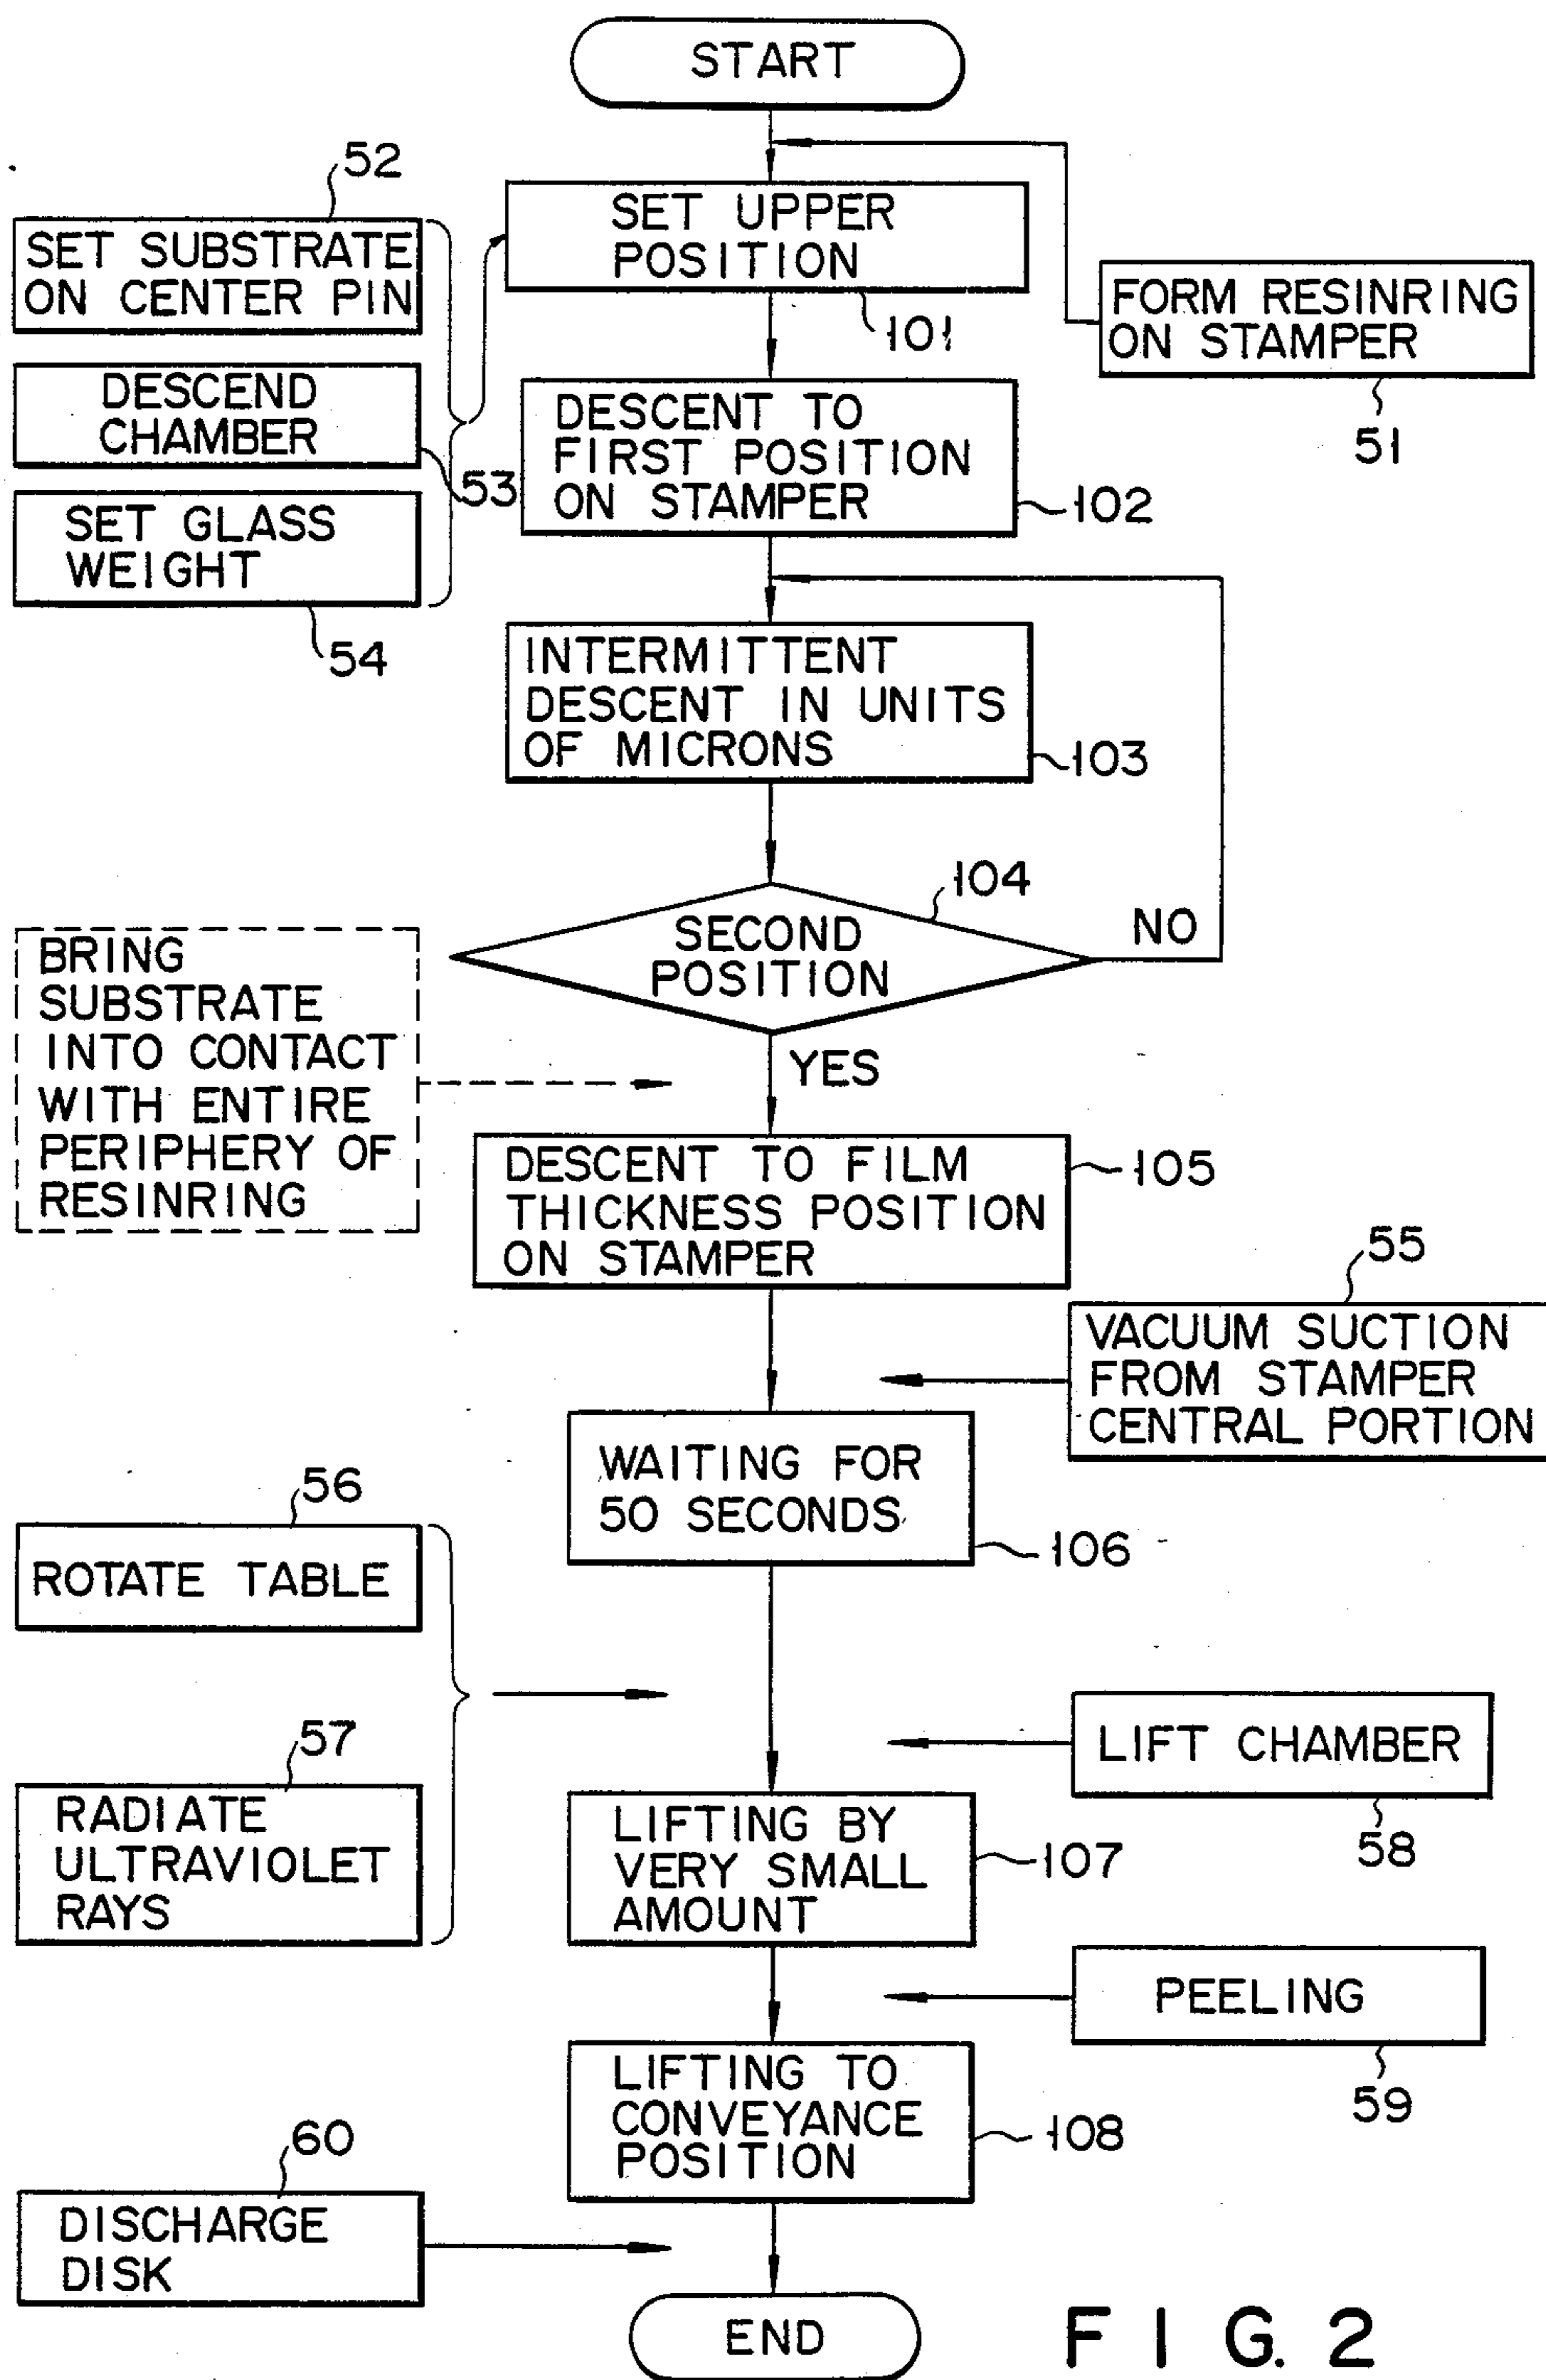 START
52
SET UPPER
POSITION
101
SET SUBSTRATE
ON CENTER PIN
FORM RESINRING
ON STAMPER
51
DESCEND
CHAMBER
53
DESCENT TO
FIRST POSITION
ON STAMPER
102
SET GLASS
WEIGHT
54
INTERMITTENT
DESCENT IN UNITS
OF MICRONS
103
104
SECOND
POSITION
NO
YES
BRING
SUBSTRATE
INTO CONTACT
WITH ENTIRE
PERIPHERY OF
RESINRING
DESCENT TO FILM
THICKNESS POSITION
ON STAMPER
105
55
VACUUM SUCTION
FROM STAMPER
CENTRAL PORTION
WAITING FOR
50 SECONDS
106
56
ROTATE TABLE
57
RADIATE
ULTRAVIOLET
RAYS
LIFT CHAMBER
58
LIFTING BY
VERY SMALL
AMOUNT
107
PEELING
59
LIFTING TO
CONVEYANCE
POSITION
108
60
DISCHARGE
DISK
END
FIG. 2